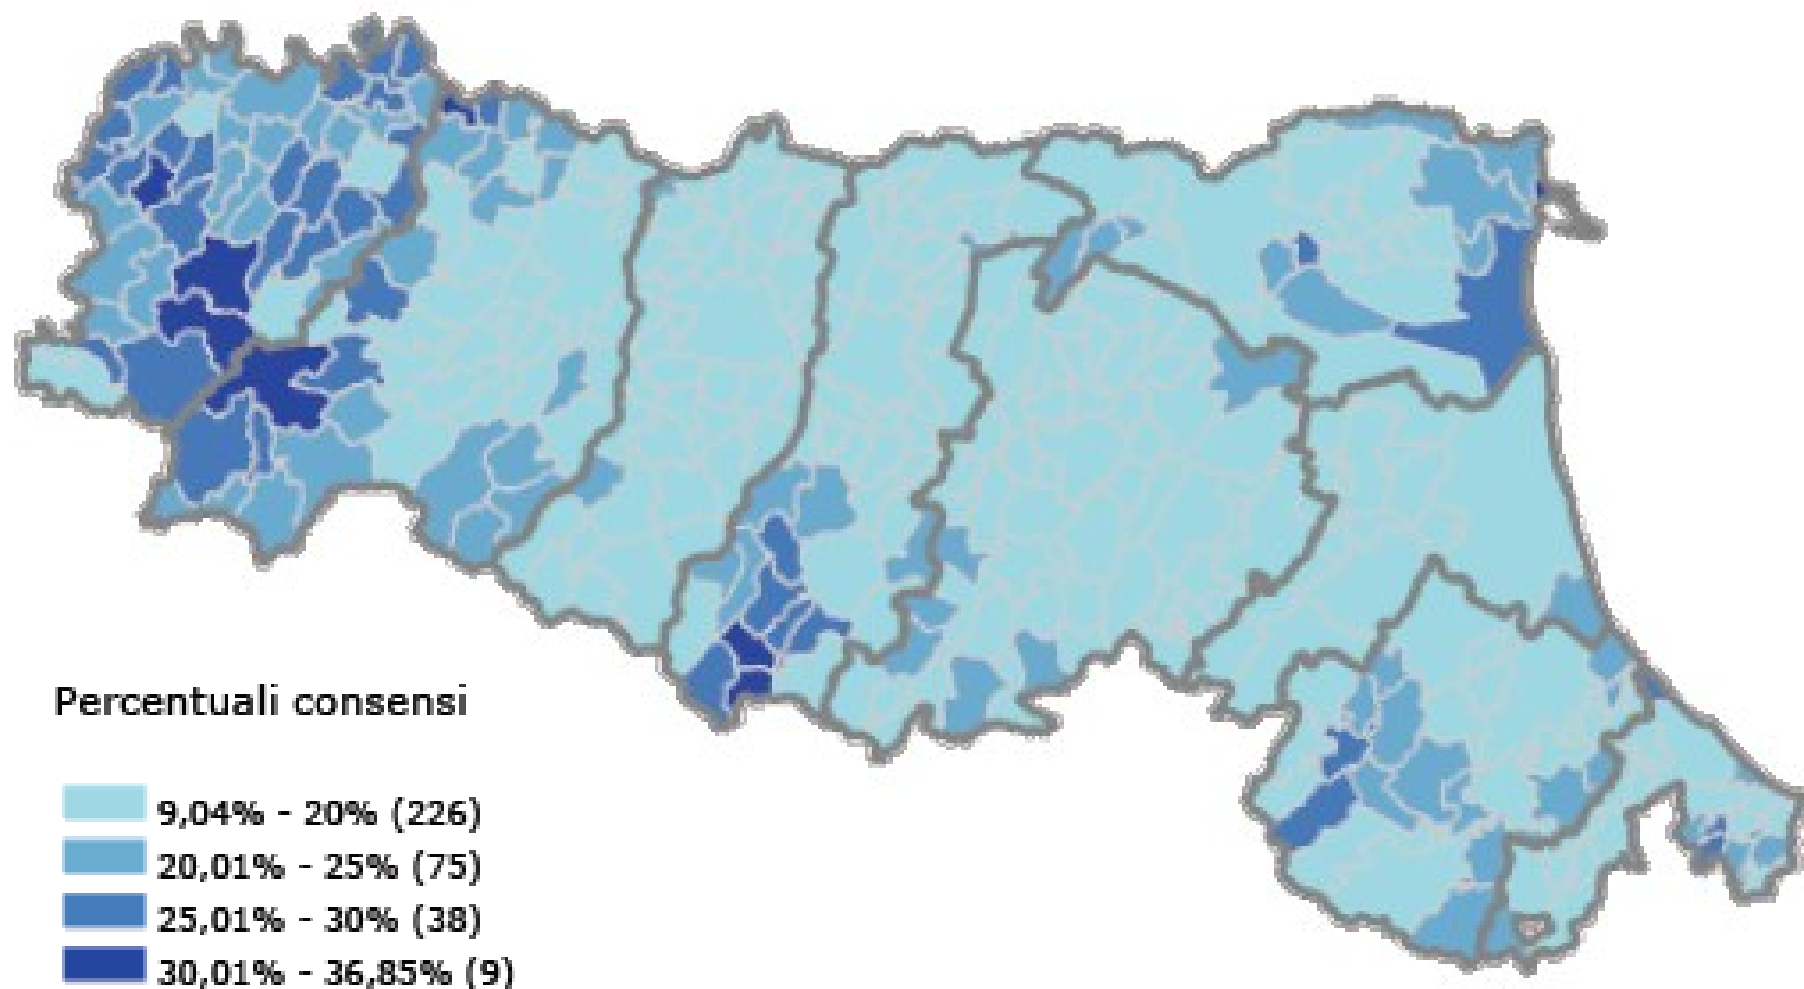 Percentuali consensi
9,04% - 20% (226)
20,01% - 25% (75)
25,01% - 30% (38)
30,01% - 36,85% (9)